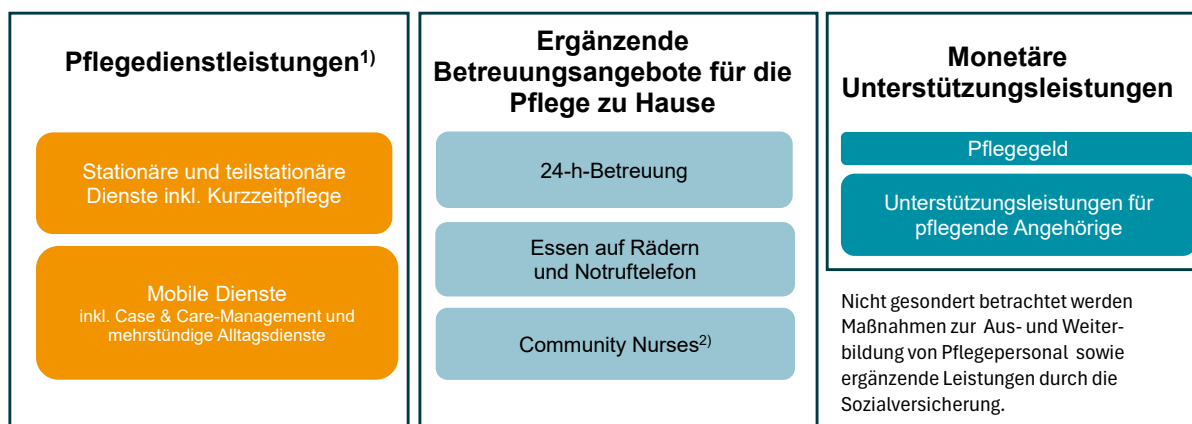 Pflegedienstleistungen¹⁾
Stationäre und teilstationäre
Dienste inkl. Kurzzeitpflege
Mobile Dienste
inkl. Case & Care-Management und
mehrstündige Alltagsdienste
Ergänzende
Betreuungsangebote für die
Pflege zu Hause
24-h-Betreuung
Essen auf Rädern
und Notruftelefon
Community Nurses²⁾
Monetäre
Unterstützungsleistungen
Pflegegeld
Unterstützungsleistungen für
pflegende Angehörige
Nicht gesondert betrachtet werden
Maßnahmen zur Aus- und Weiter-
bildung von Pflegepersonal sowie
ergänzende Leistungen durch die
Sozialversicherung.